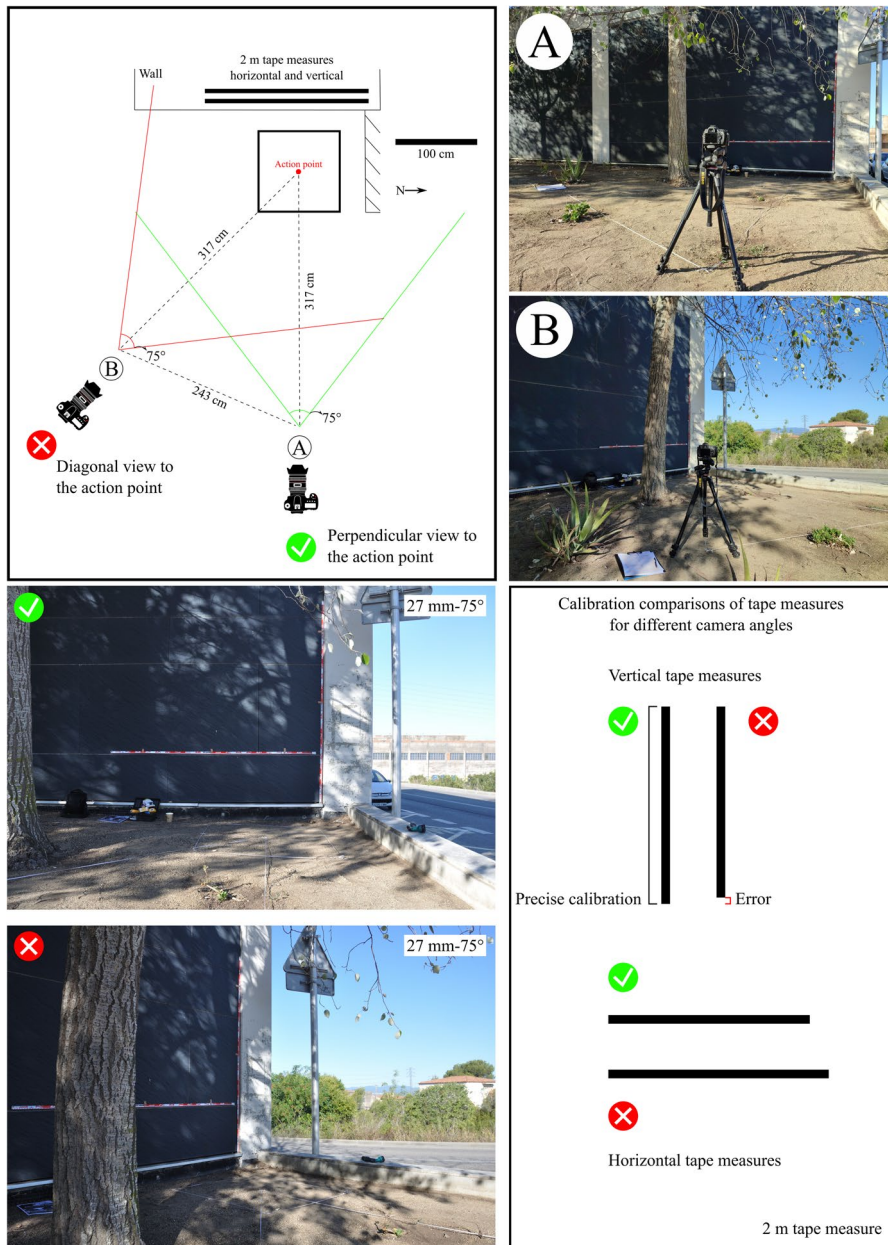 2 m tape measures
horizontal and vertical
Wall
Action point
100 cm
N
317 cm
317 cm
75°
B
243 cm
75°
A
Diagonal view to
the action point
Perpendicular view to
the action point
A
B
27 mm-75°
27 mm-75°
Calibration comparisons of tape measures
for different camera angles
Vertical tape measures
Precise calibration
Error
Horizontal tape measures
2 m tape measure